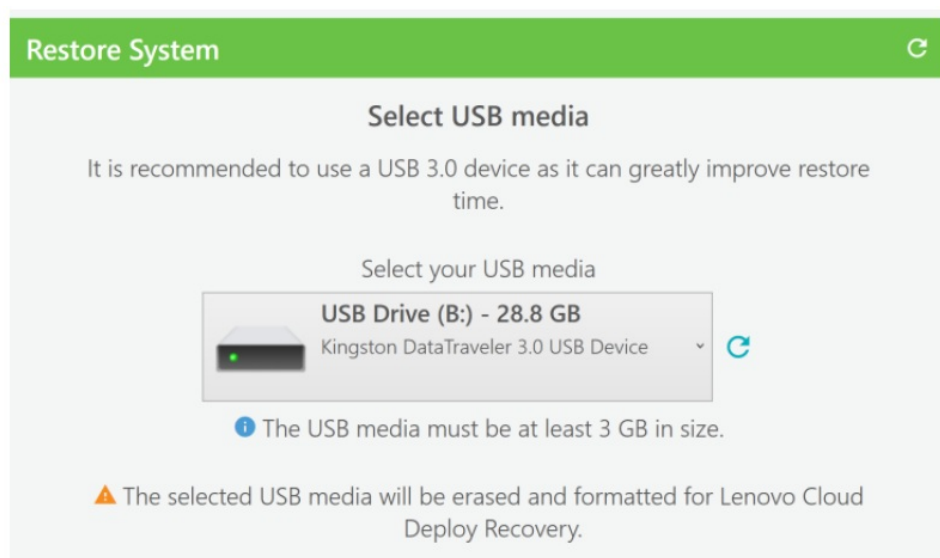 Restore System
Select USB media
It is recommended to use a USB 3.0 device as it can greatly improve restore
time.
Select your USB media
USB Drive (B:) - 28.8 GB
Kingston DataTraveler 3.0 USB Device
The USB media must be at least 3 GB in size.
The selected USB media will be erased and formatted for Lenovo Cloud
Deploy Recovery.